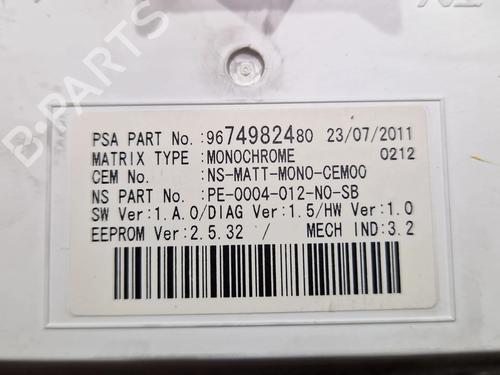 PSA PART No.:9674982480 23/07/2011
MATRIX TYPE :MONOCHROME 0212
CEM No. :NS-MATT-MONO-CEM00
NS PART No. :PE-0004-012-NO-SB
SW Ver:1.A.0/DIAG Ver:1.5/HW Ver:1.0
EEPROM Ver:2.5.32 / MECH IND:3.2